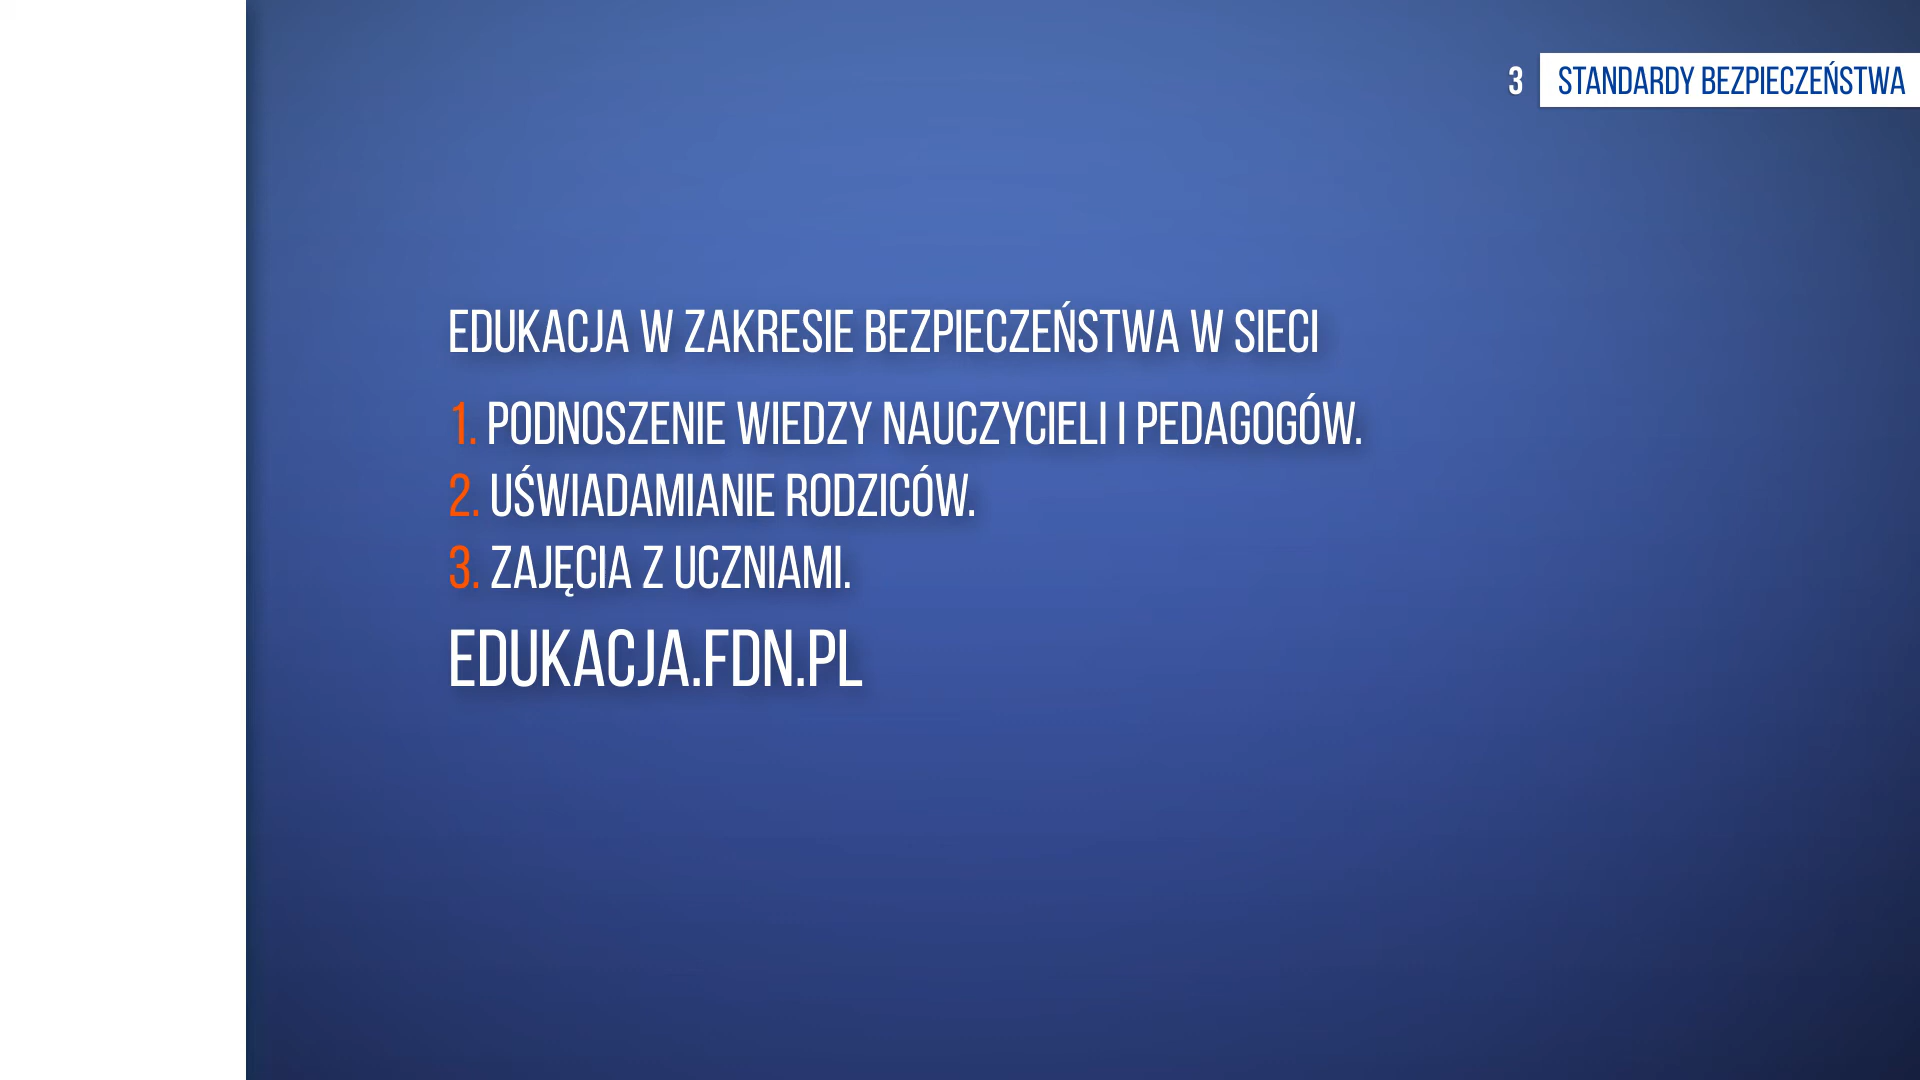 3 STANDARDY BEZPIECZEŃSTWA
EDUKACJA W ZAKRESIE BEZPIECZEŃSTWA W SIECI
1. PODNOSZENIE WIEDZY NAUCZYCIELI I PEDAGOGÓW.
2. UŚWIADAMIANIE RODZICÓW.
3. ZAJĘCIA Z UCZNIAMI.
EDUKACJA.FDN.PL